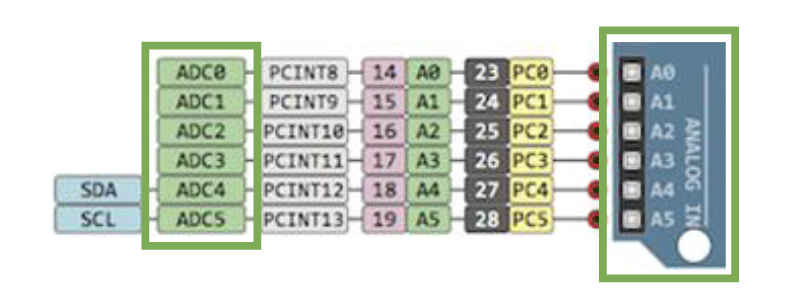 ADC0 PCINT8 14 A0 23 PC0 A0
ADC1 PCINT9 15 A1 24 PC1 A1
ADC2 PCINT10 16 A2 25 PC2 A2
ADC3 PCINT11 17 A3 26 PC3 A3
SDA ADC4 PCINT12 18 A4 27 PC4 A4
SCL ADC5 PCINT13 19 A5 28 PC5 A5
ANALOG IN